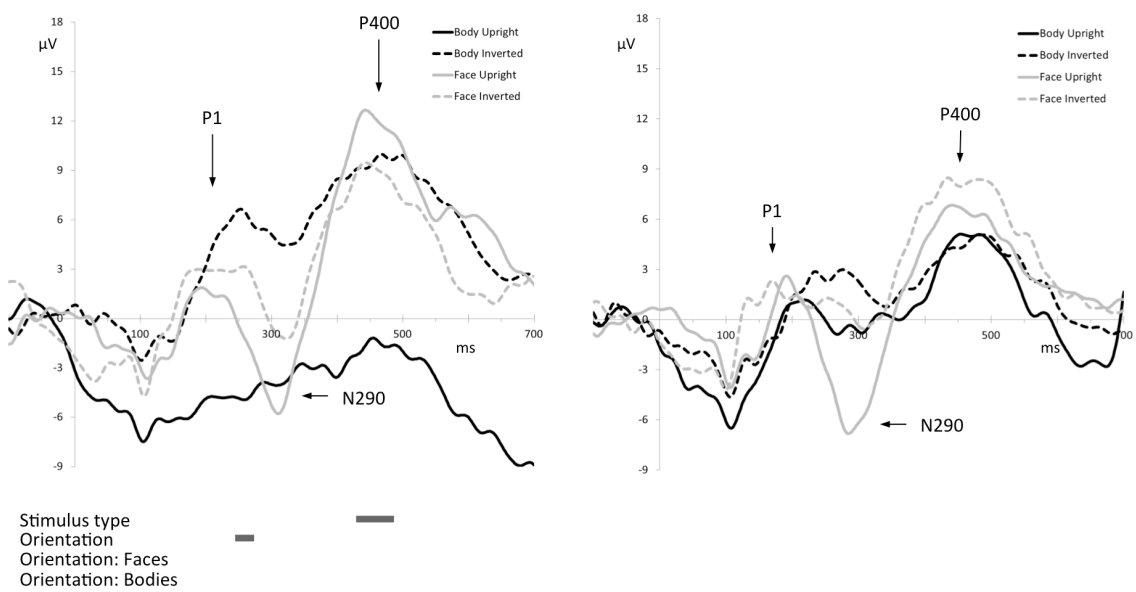 18
μV
15
12
9
6
3
0
-3
-6
-9
100
300
500
700
ms
P1
P400
N290
Body Upright
Body Inverted
Face Upright
Face Inverted
18
μV
15
12
9
6
3
0
-3
-6
-9
100
300
500
700
ms
P1
P400
N290
Body Upright
Body Inverted
Face Upright
Face Inverted
Stimulus type
Orientation
Orientation: Faces
Orientation: Bodies